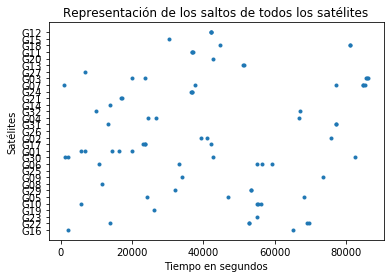 Representación de los saltos de todos los satélites
Satélites
G12
G15
G18
G11
G20
G13
G27
G03
G07
G24
G21
G14
G32
G04
G31
G26
G02
G17
G01
G30
G06
G25
G09
G08
G29
G05
G10
G19
G23
G22
G16
0 20000 40000 60000 80000
Tiempo en segundos